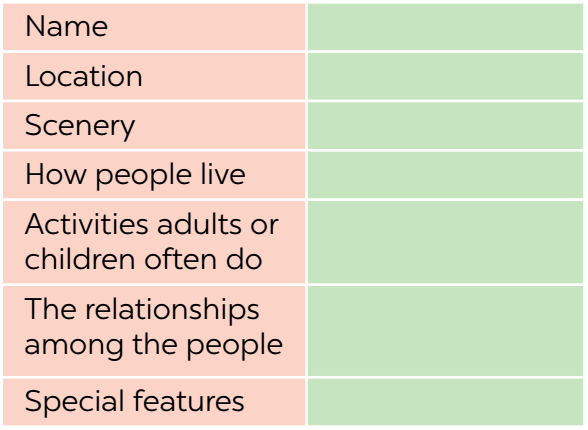 Name
Location
Scenery
How people live
Activities adults or
children often do
The relationships
among the people
Special features